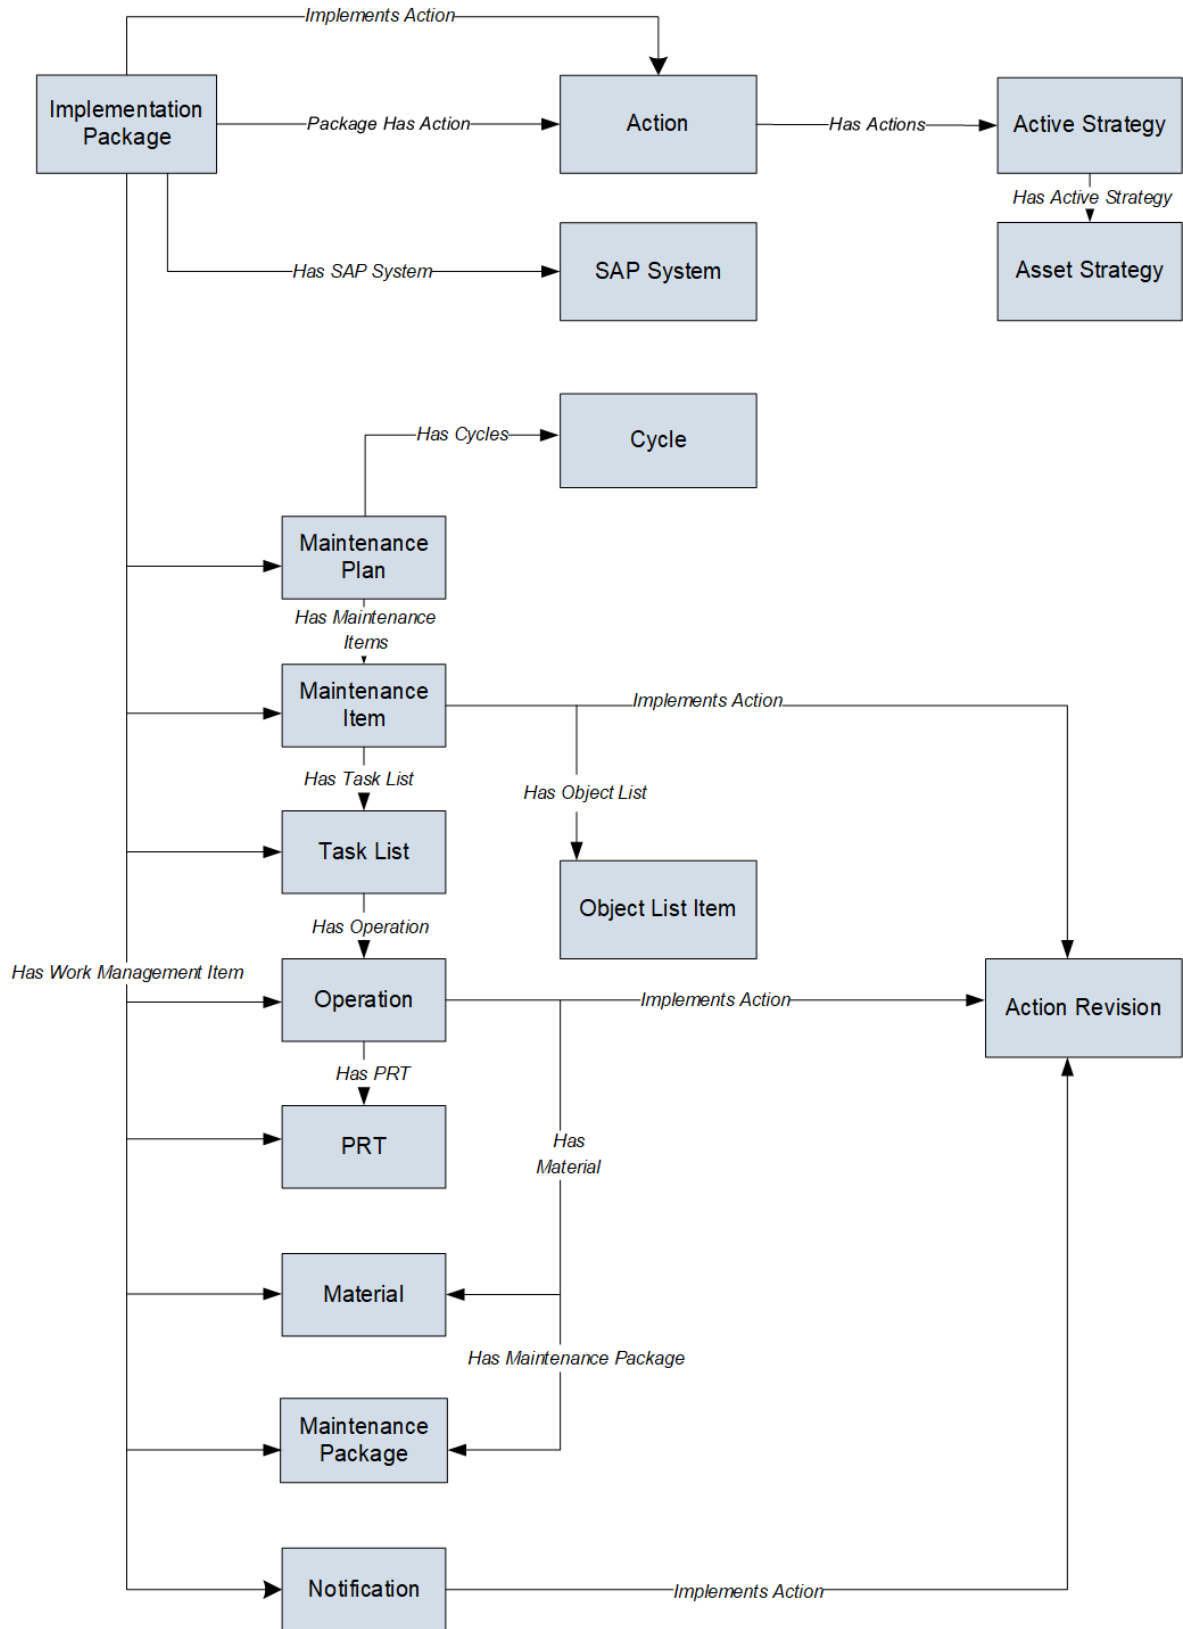 Implements Action
Implementation
Package
Package Has Action
Action
Has Actions
Active Strategy
Has Active Strategy
Has SAP System
SAP System
Asset Strategy
Has Cycles
Cycle
Maintenance
Plan
Has Maintenance
Items
Maintenance
Item
Implements Action
Has Task List
Has Object List
Task List
Object List Item
Has Operation
Has Work Management Item
Operation
Implements Action
Action Revision
Has PRT
PRT
Has
Material
Material
Has Maintenance Package
Maintenance
Package
Notification
Implements Action